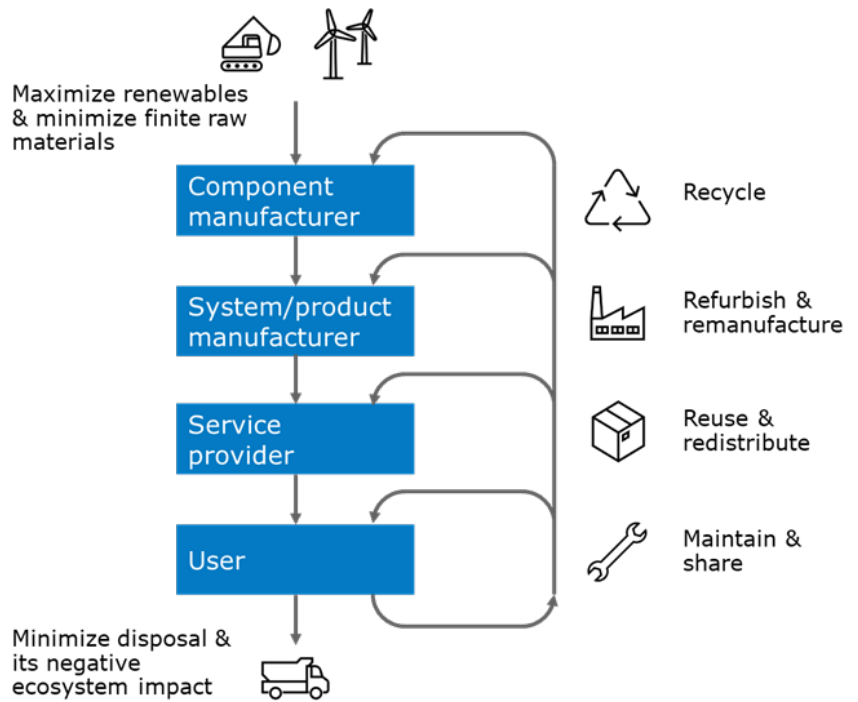 Maximize renewables
& minimize finite raw
materials
Component
manufacturer
Recycle
System/product
manufacturer
Refurbish &
remanufacture
Service
provider
Reuse &
redistribute
User
Maintain &
share
Minimize disposal &
its negative
ecosystem impact